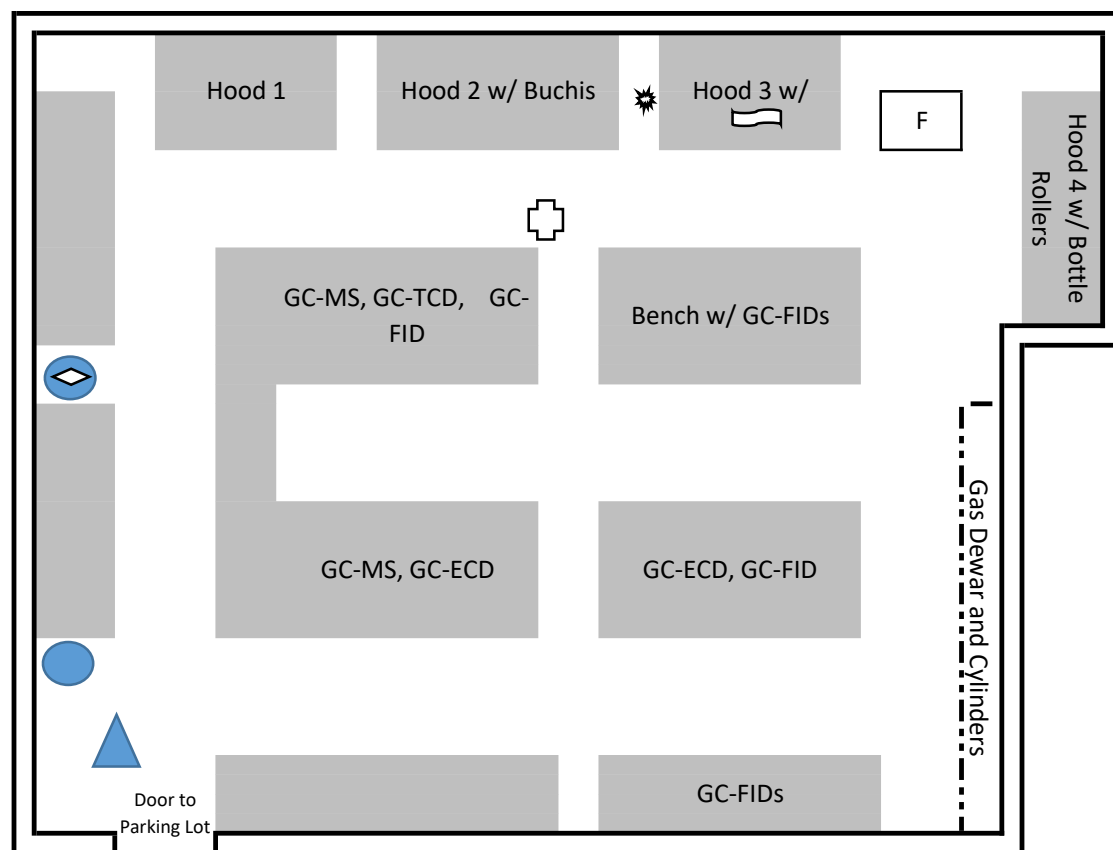 Hood 1
Hood 2 w/ Buchis
Hood 3 w/
F
Hood 4 w/ Bottle
Rollers
GC-MS, GC-TCD, GC-
FID
Bench w/ GC-FIDs
GC-MS, GC-ECD
GC-ECD, GC-FID
Gas Dewar and Cylinders
Door to
Parking Lot
GC-FIDs